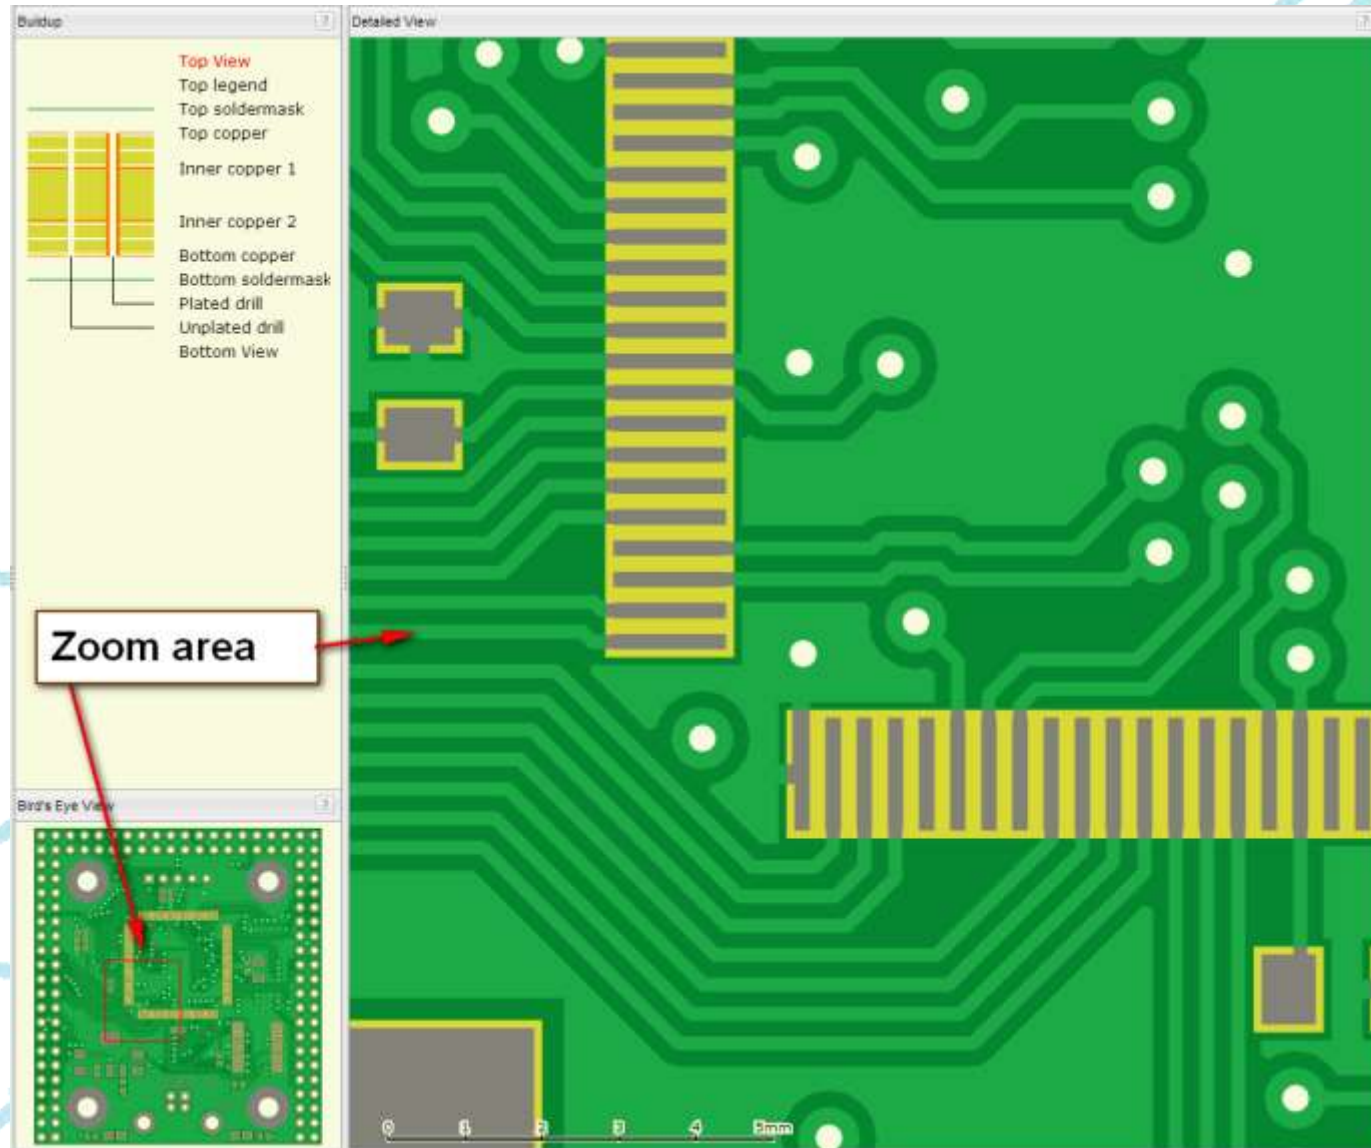 Buildup ?
Top View
Top legend
Top soldermask
Top copper
Inner copper 1
Inner copper 2
Bottom copper
Bottom soldermask
Plated drill
Unplated drill
Bottom View
Zoom area
Bird's Eye View ?
Detailed View ?
0 1 2 3 4 5mm